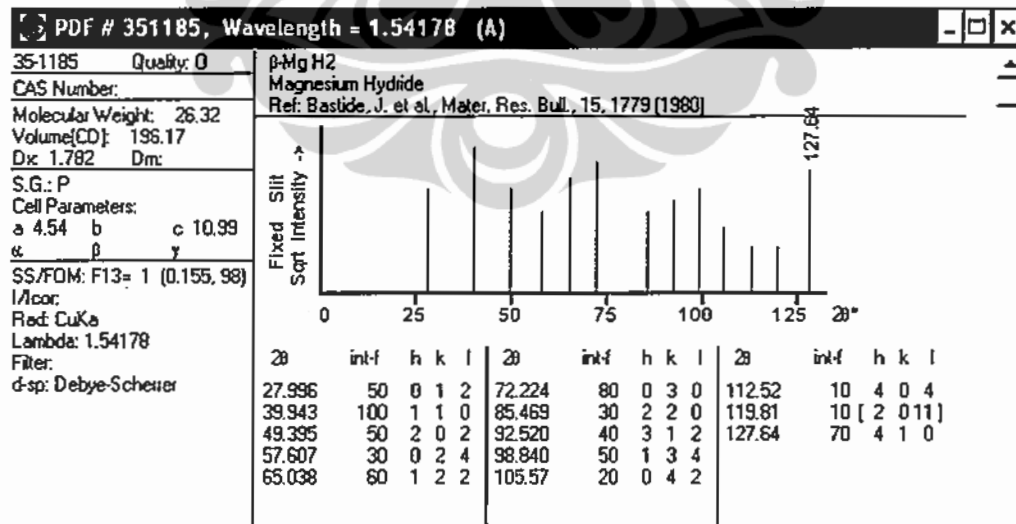 PDF # 351185, Wavelength = 1.54178 (A)
35-1185 Quality: O
CAS Number:
Molecular Weight: 26.32
Volume[CD]: 196.17
Dx: 1.782 Dm:
S.G.: P
Cell Parameters:
a 4.54 b c 10.99
α β γ
SS/FOM: F13= 1 (0.155, 98)
I/Icor:
Rad: CuKa
Lambda: 1.54178
Filter:
d-sp: Debye-Scherrer
β-Mg H2
Magnesium Hydride
Ref: Bastide, J. et al., Mater. Res. Bull., 15, 1779 (1980)
Fixed Slit
Sqrt Intensity ->
127.64
0 25 50 75 100 125 2θ°
2θ int-f h k l 2θ int-f h k l 2θ int-f h k l
27.996 50 0 1 2 72.224 80 0 3 0 112.52 10 4 0 4
39.943 100 1 1 0 85.469 30 2 2 0 119.81 10 [ 2 0 11 ]
49.395 50 2 0 2 92.520 40 3 1 2 127.64 70 4 1 0
57.607 30 0 2 4 98.840 50 1 3 4
65.038 60 1 2 2 105.57 20 0 4 2